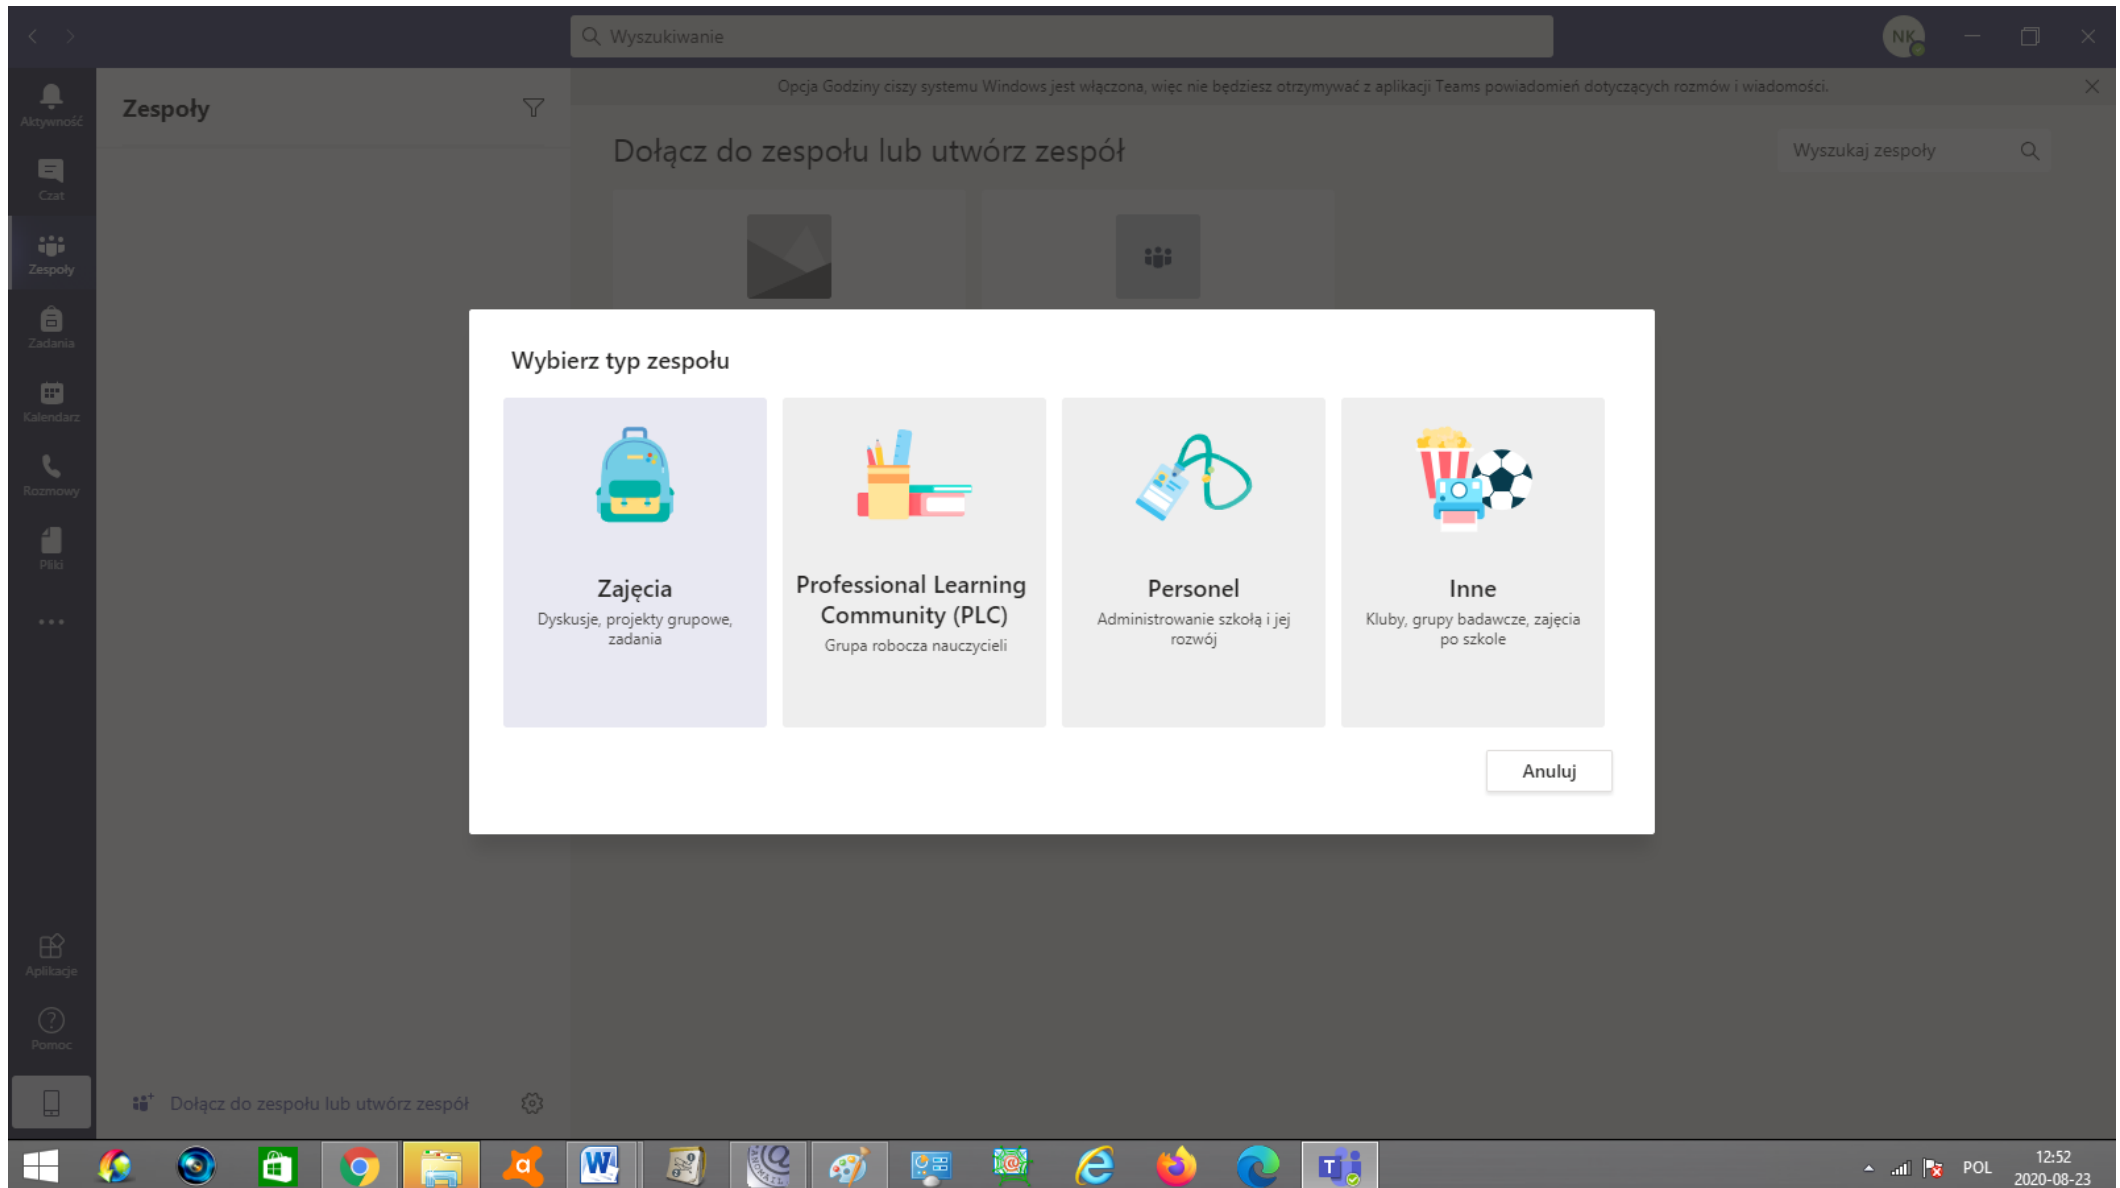 Wyszukiwanie
NK
Opcja Godziny ciszy systemu Windows jest włączona, więc nie będziesz otrzymywać z aplikacji Teams powiadomień dotyczących rozmów i wiadomości.
Aktywność
Zespoły
Dołącz do zespołu lub utwórz zespół
Wyszukaj zespoły
Czat
Zespoły
Zadania
Kalendarz
Rozmowy
Pliki
Wybierz typ zespołu
Zajęcia
Dyskusje, projekty grupowe,
zadania
Professional Learning
Community (PLC)
Grupa robocza nauczycieli
Personel
Administrowanie szkołą i jej
rozwój
Inne
Kluby, grupy badawcze, zajęcia
po szkole
Anuluj
Aplikacje
Pomoc
Dołącz do zespołu lub utwórz zespół
POL
12:52
2020-08-23